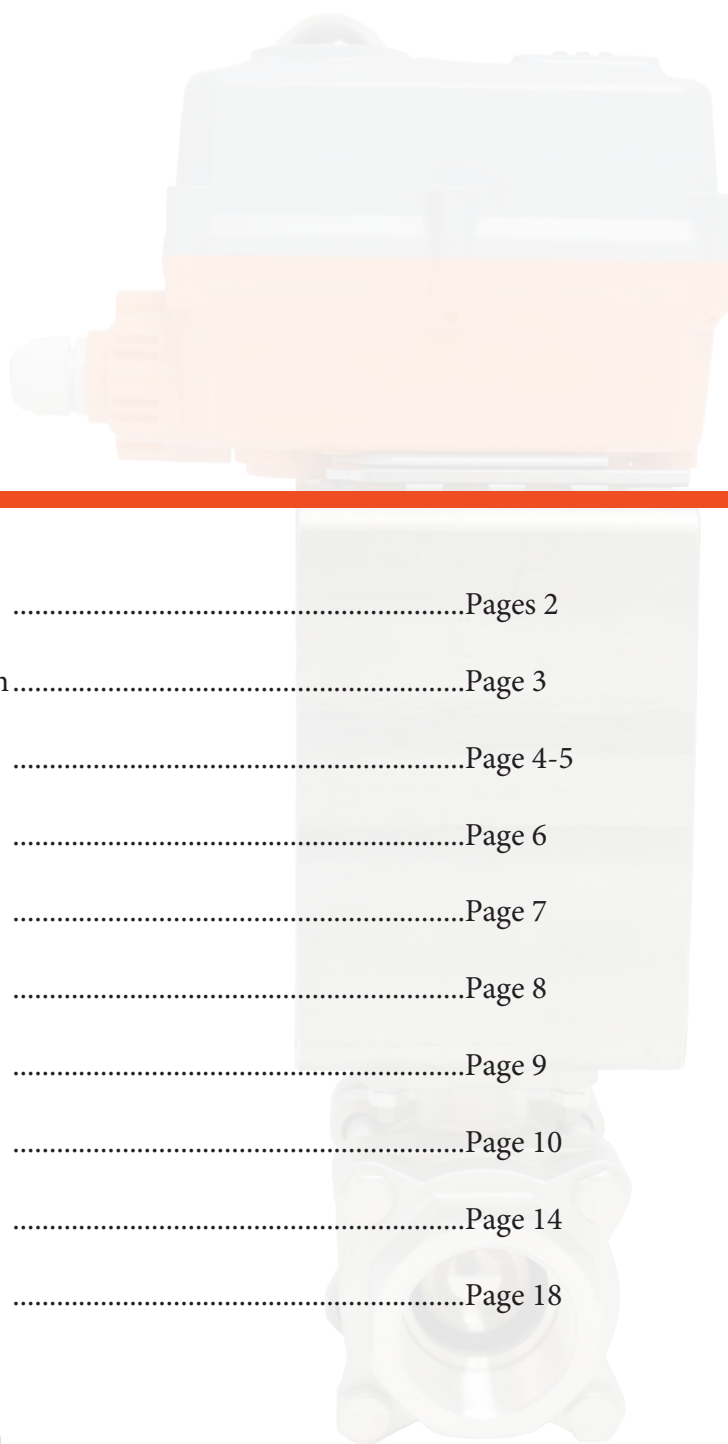 ..............................................................Pages 2
n..............................................................Page 3
..............................................................Page 4-5
..............................................................Page 6
..............................................................Page 7
..............................................................Page 8
..............................................................Page 9
..............................................................Page 10
..............................................................Page 14
..............................................................Page 18